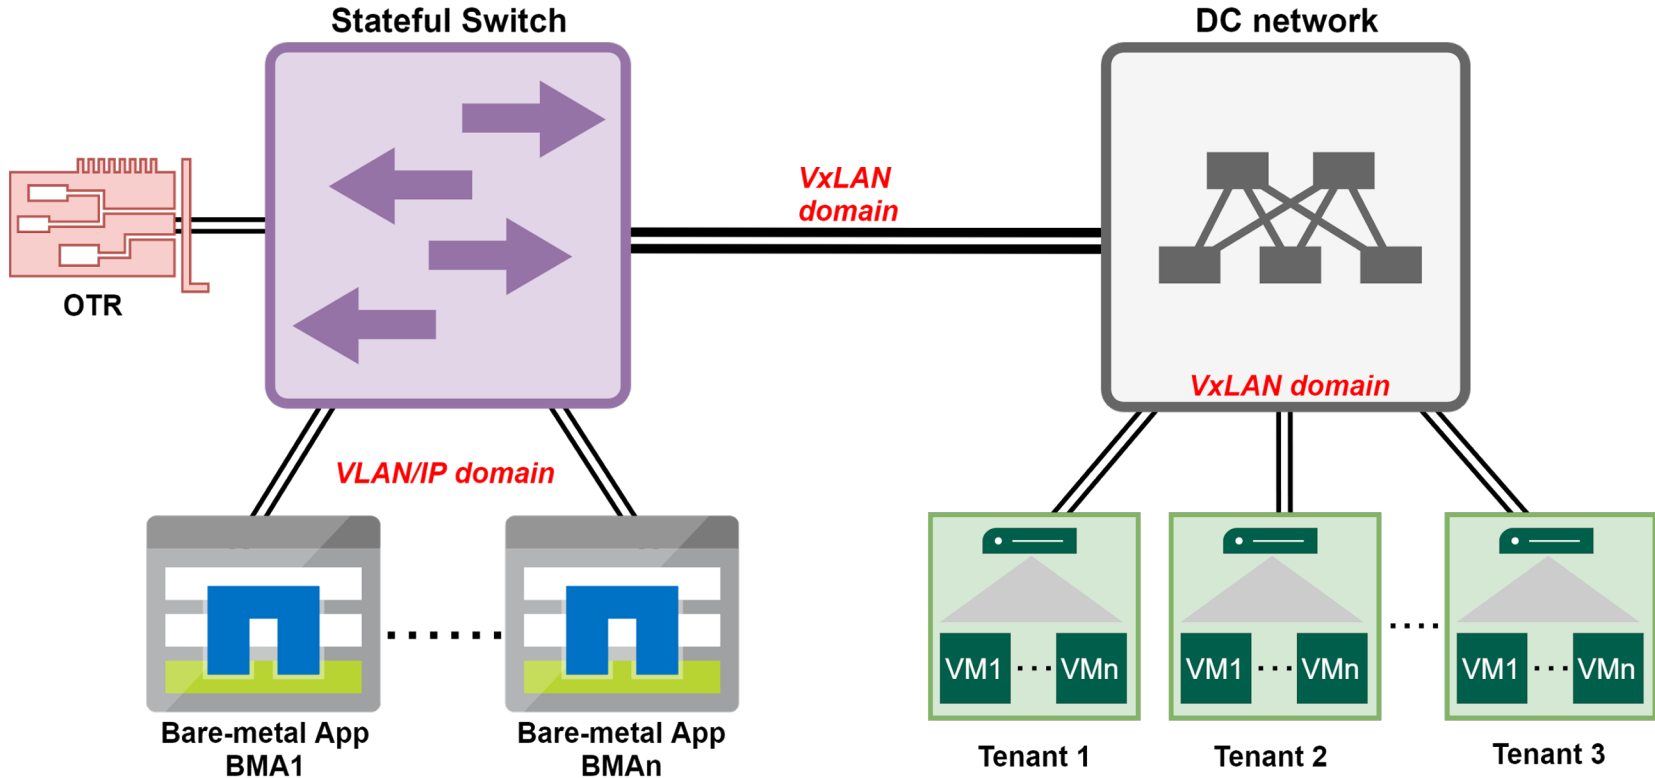 Stateful Switch
DC network
VxLAN
domain
OTR
VxLAN domain
VLAN/IP domain
VM1 VMn
VM1 VMn
VM1 VMn
Bare-metal App
BMA1
Bare-metal App
BMAn
Tenant 1
Tenant 2
Tenant 3